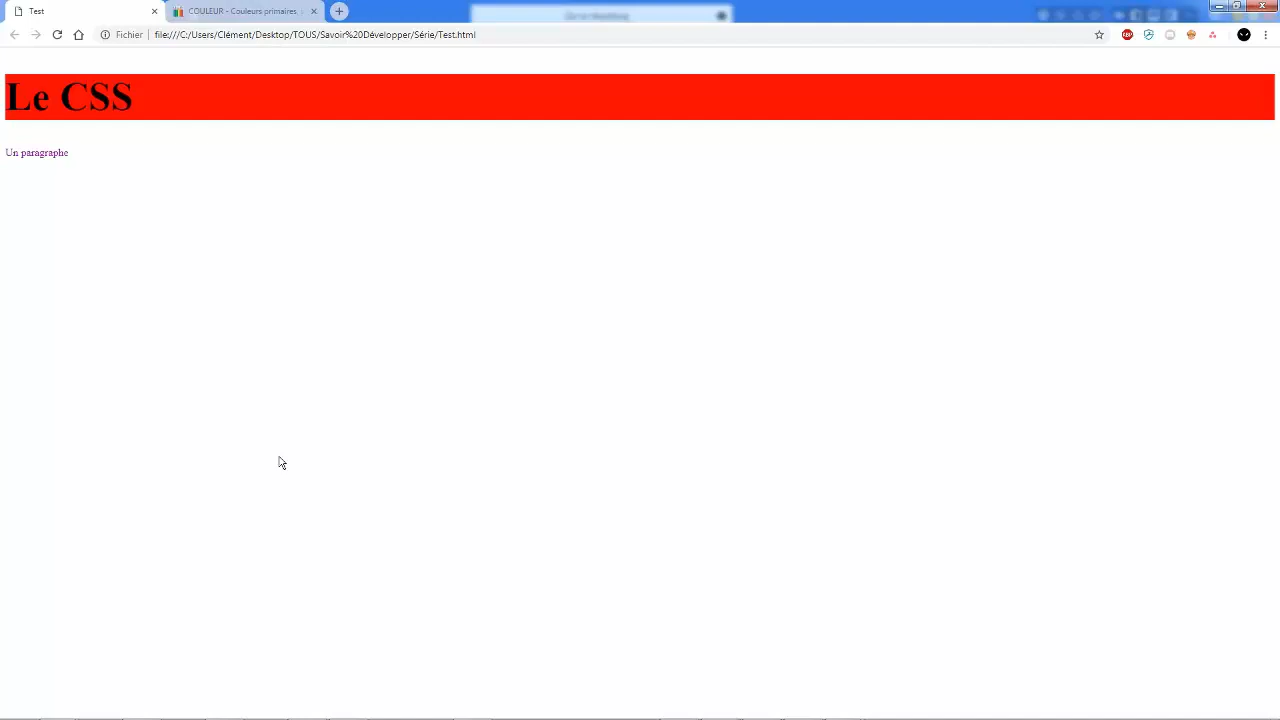 Test
COULEUR - Couleurs primaires,
Fichier
file:///C:/Users/Clément/Desktop/TOUS/Savoir%20Développer/Série/Test.html
ABP
Le CSS
Un paragraphe